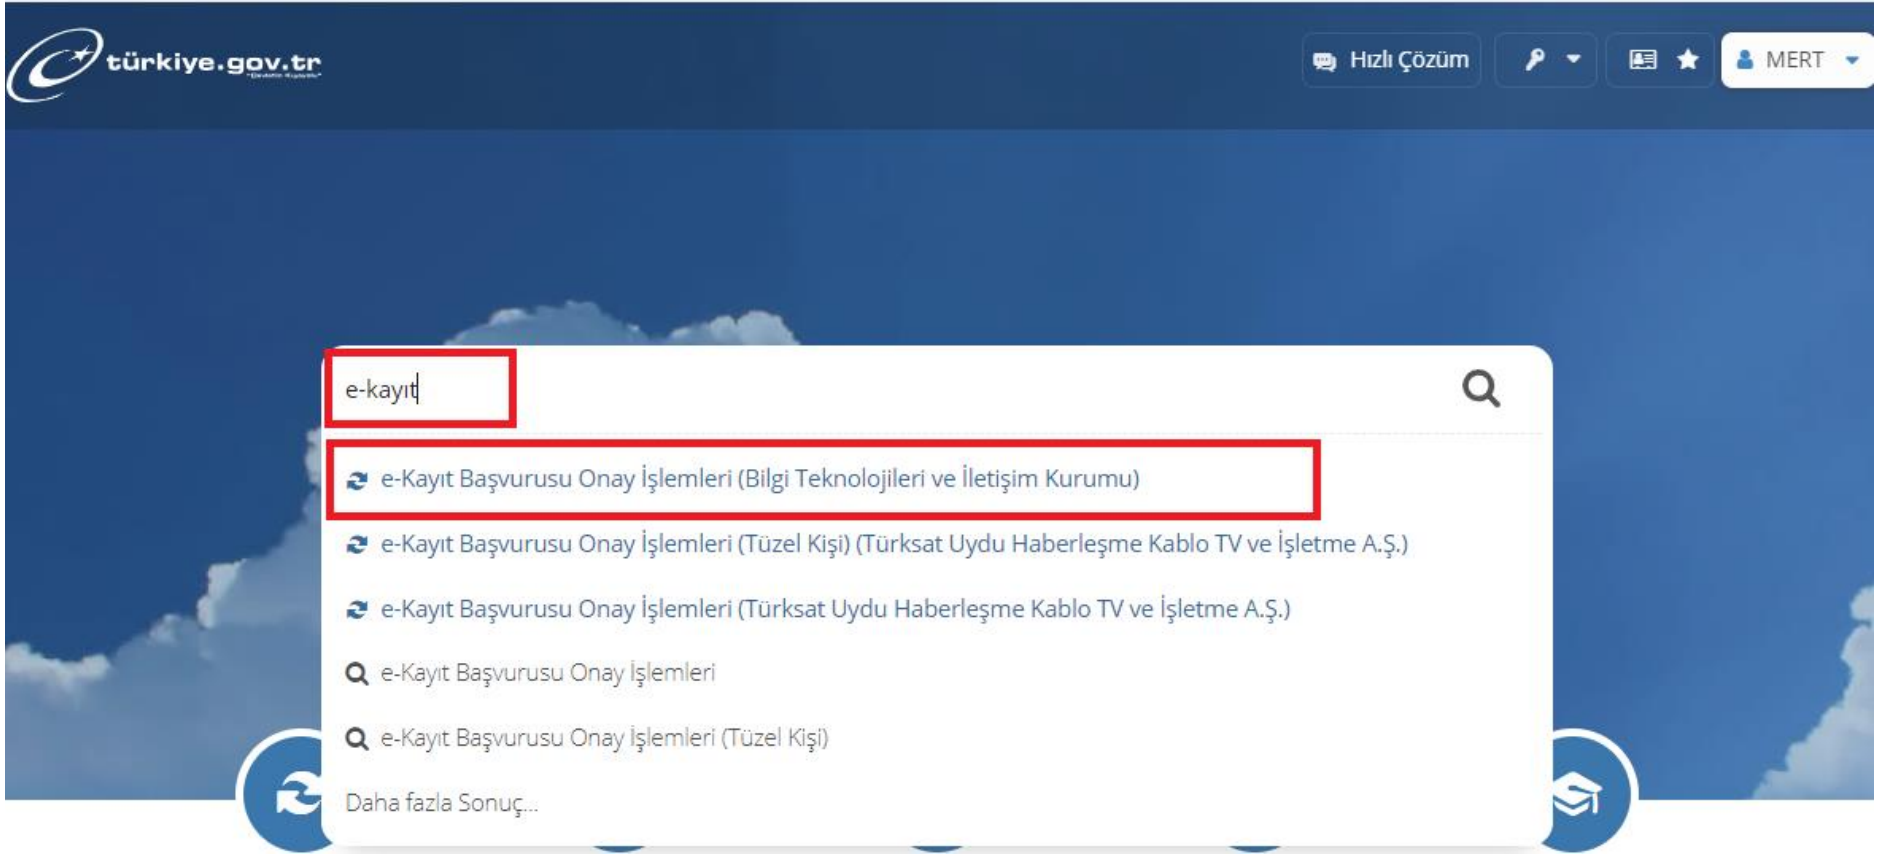 türkiye.gov.tr
Hızlı Çözüm
MERT
e-kayıt
e-Kayıt Başvurusu Onay İşlemleri (Bilgi Teknolojileri ve İletişim Kurumu)
e-Kayıt Başvurusu Onay İşlemleri (Tüzel Kişi) (Türksat Uydu Haberleşme Kablo TV ve İşletme A.Ş.)
e-Kayıt Başvurusu Onay İşlemleri (Türksat Uydu Haberleşme Kablo TV ve İşletme A.Ş.)
e-Kayıt Başvurusu Onay İşlemleri
e-Kayıt Başvurusu Onay İşlemleri (Tüzel Kişi)
Daha fazla Sonuç...